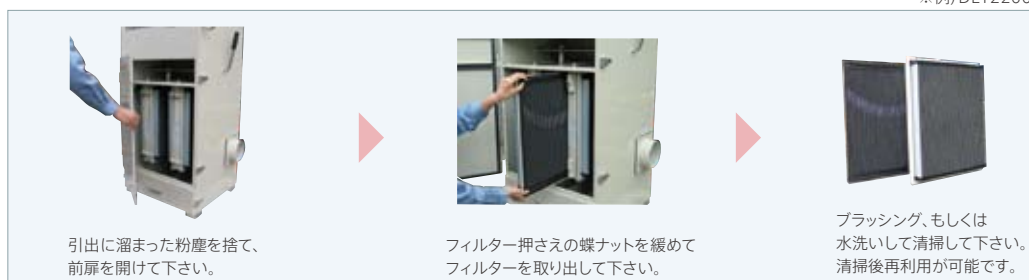 引出に溜まった粉塵を捨て、
前扉を開けて下さい。
フィルター押さえの蝶ナットを緩めて
フィルターを取り出して下さい。
ブラッシング、もしくは
水洗いして清掃して下さい。
清掃後再利用が可能です。